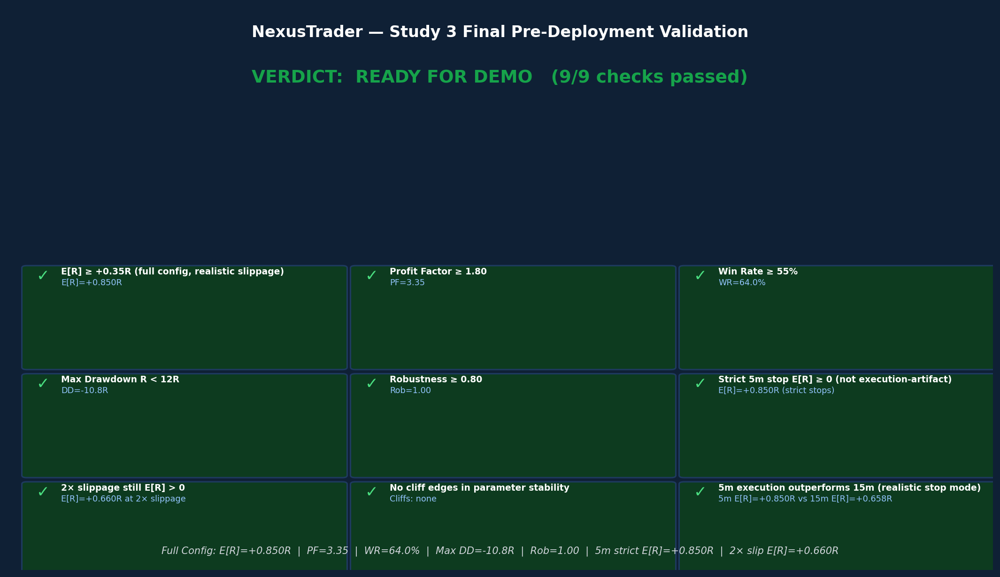 NexusTrader — Study 3 Final Pre-Deployment Validation
VERDICT:  READY FOR DEMO   (9/9 checks passed)
✓ E[R] ≥ +0.35R (full config, realistic slippage)
E[R]=+0.850R
✓ Profit Factor ≥ 1.80
PF=3.35
✓ Win Rate ≥ 55%
WR=64.0%
✓ Max Drawdown R < 12R
DD=-10.8R
✓ Robustness ≥ 0.80
Rob=1.00
✓ Strict 5m stop E[R] ≥ 0 (not execution-artifact)
E[R]=+0.850R (strict stops)
✓ 2× slippage still E[R] > 0
E[R]=+0.660R at 2× slippage
✓ No cliff edges in parameter stability
Cliffs: none
✓ 5m execution outperforms 15m (realistic stop mode)
5m E[R]=+0.850R vs 15m E[R]=+0.658R
Full Config: E[R]=+0.850R  |  PF=3.35  |  WR=64.0%  |  Max DD=-10.8R  |  Rob=1.00  |  5m strict E[R]=+0.850R  |  2× slip E[R]=+0.660R